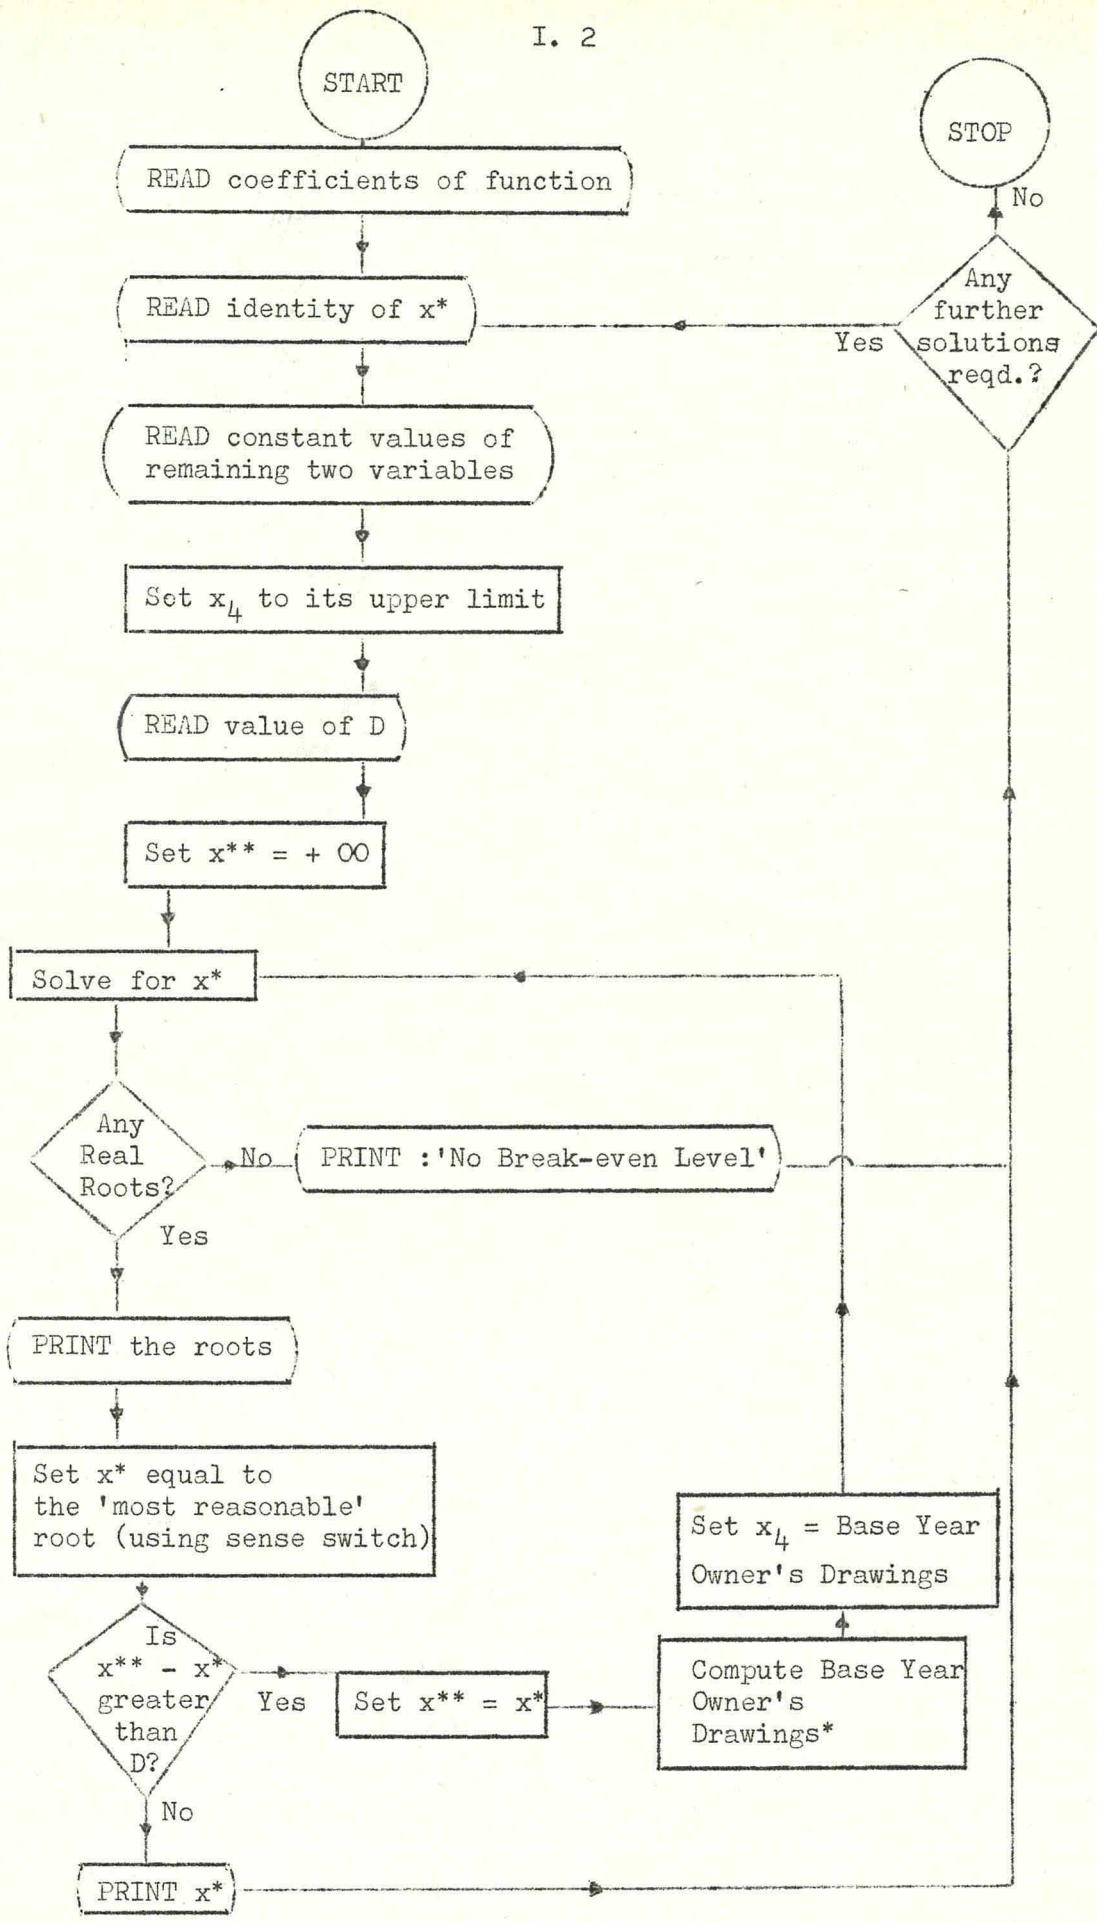 I. 2
START
READ coefficients of function
READ identity of x*
READ constant values of
remaining two variables
Set x₄ to its upper limit
READ value of D
Set x** = + ∞
Solve for x*
Any
Real
Roots?
No
PRINT :'No Break-even Level'
Yes
PRINT the roots
Set x* equal to
the 'most reasonable'
root (using sense switch)
Is
x** - x*
greater
than
D?
Yes
Set x** = x*
Compute Base Year
Owner's
Drawings*
Set x₄ = Base Year
Owner's Drawings
No
PRINT x*
Any
further
solutions
reqd.?
Yes
No
STOP